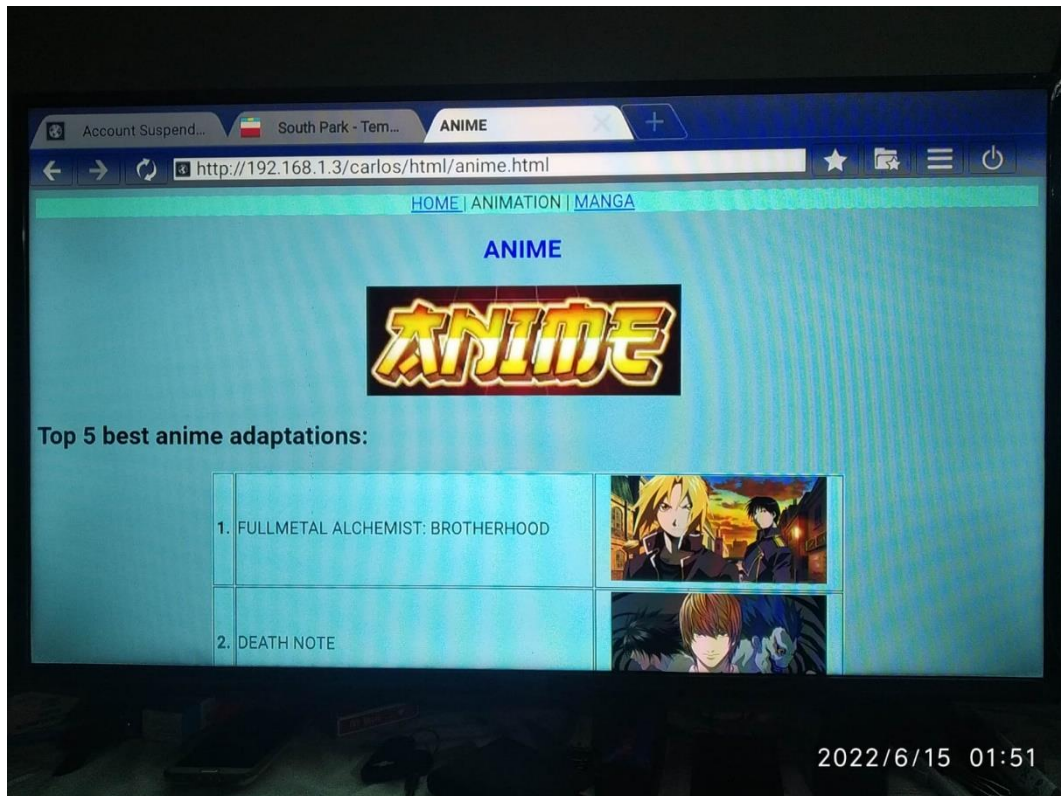 Account Suspend... South Park - Tem... ANIME
http://192.168.1.3/carlos/html/anime.html
HOME | ANIMATION | MANGA
ANIME
ANIME
Top 5 best anime adaptations:
1. FULLMETAL ALCHEMIST: BROTHERHOOD
2. DEATH NOTE
2022/6/15 01:51